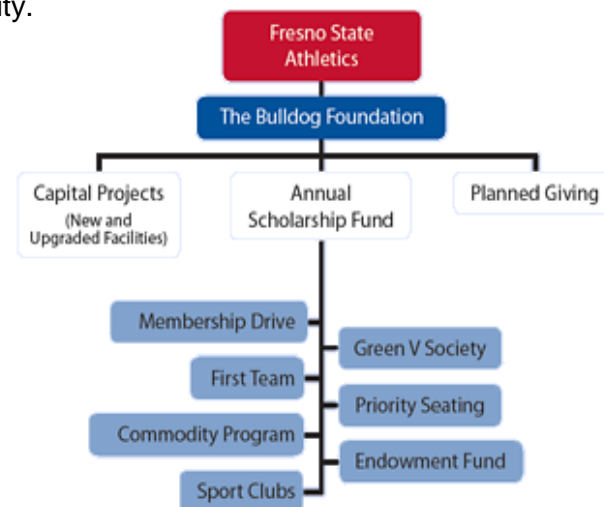 ity.
Fresno State
Athletics
The Bulldog Foundation
Capital Projects
(New and
Upgraded Facilities)
Annual
Scholarship Fund
Planned Giving
Membership Drive
Green V Society
First Team
Priority Seating
Commodity Program
Endowment Fund
Sport Clubs